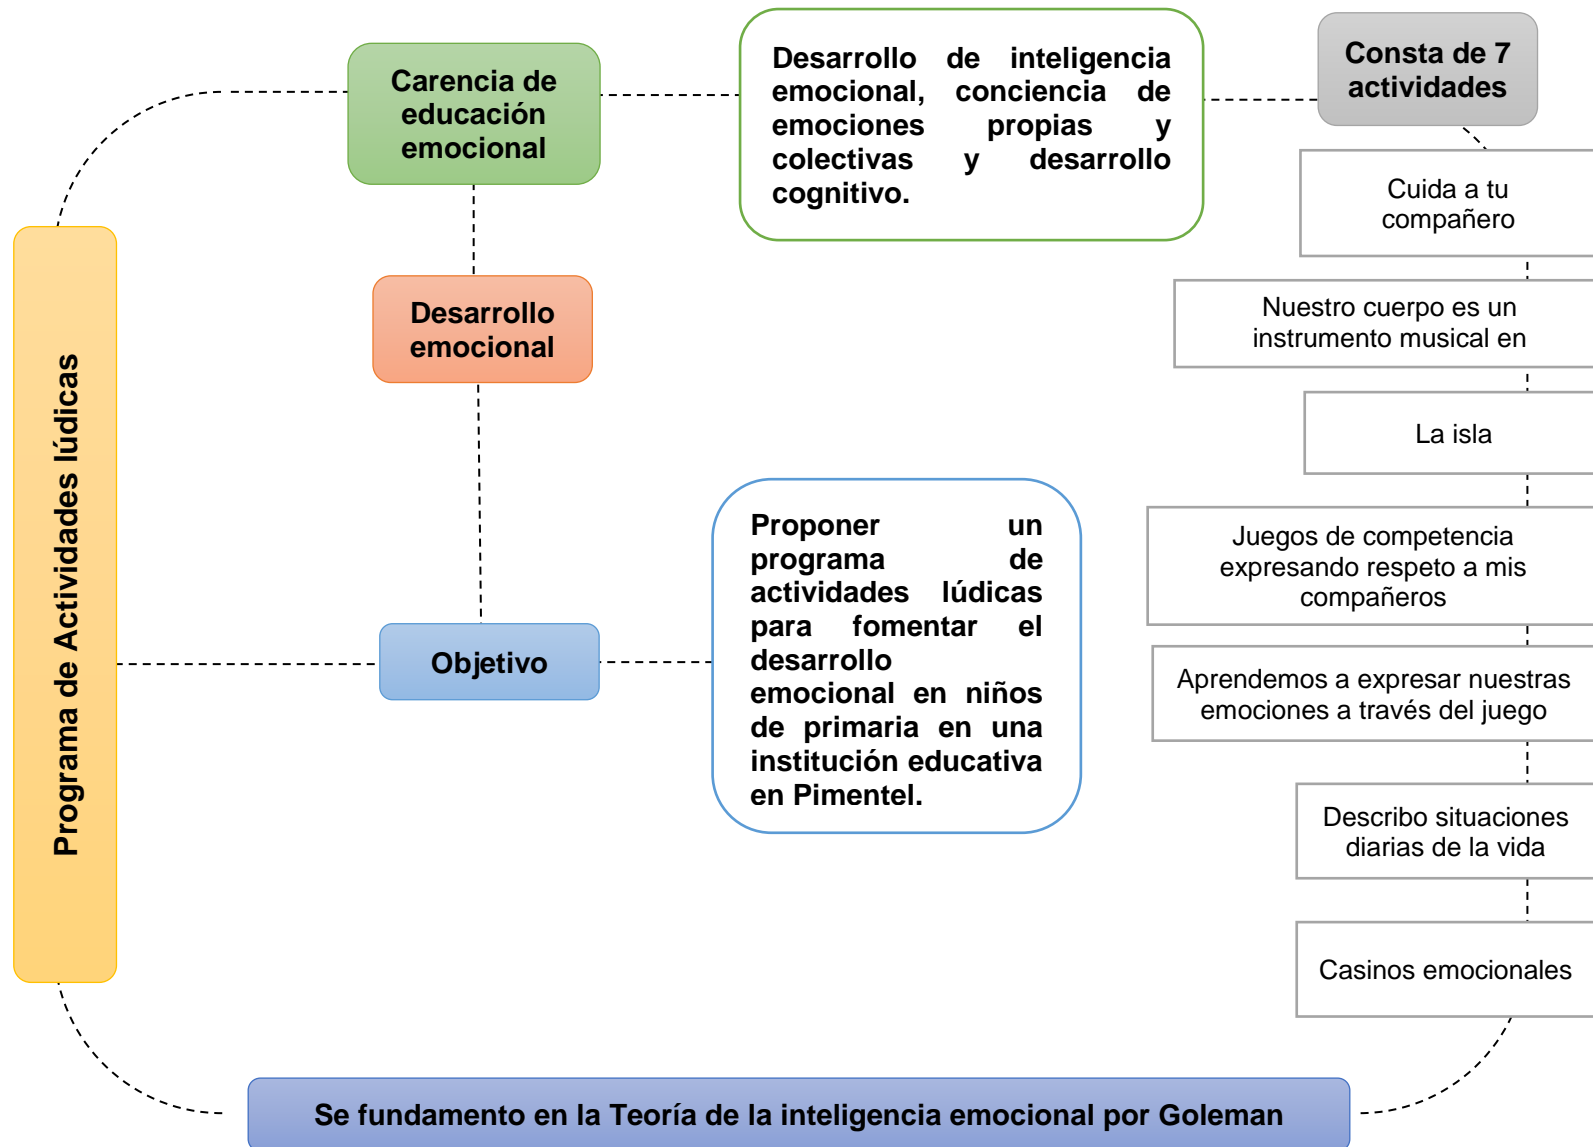 Programa de Actividades lúdicas
Carencia de
educación
emocional
Desarrollo de inteligencia
emocional, conciencia de
emociones propias y
colectivas y desarrollo
cognitivo.
Consta de 7
actividades
Desarrollo
emocional
Objetivo
Proponer un
programa de
actividades lúdicas
para fomentar el
desarrollo
emocional en niños
de primaria en una
institución educativa
en Pimentel.
Cuida a tu
compañero
Nuestro cuerpo es un
instrumento musical en
La isla
Juegos de competencia
expresando respeto a mis
compañeros
Aprendemos a expresar nuestras
emociones a través del juego
Describo situaciones
diarias de la vida
Casinos emocionales
Se fundamento en la Teoría de la inteligencia emocional por Goleman